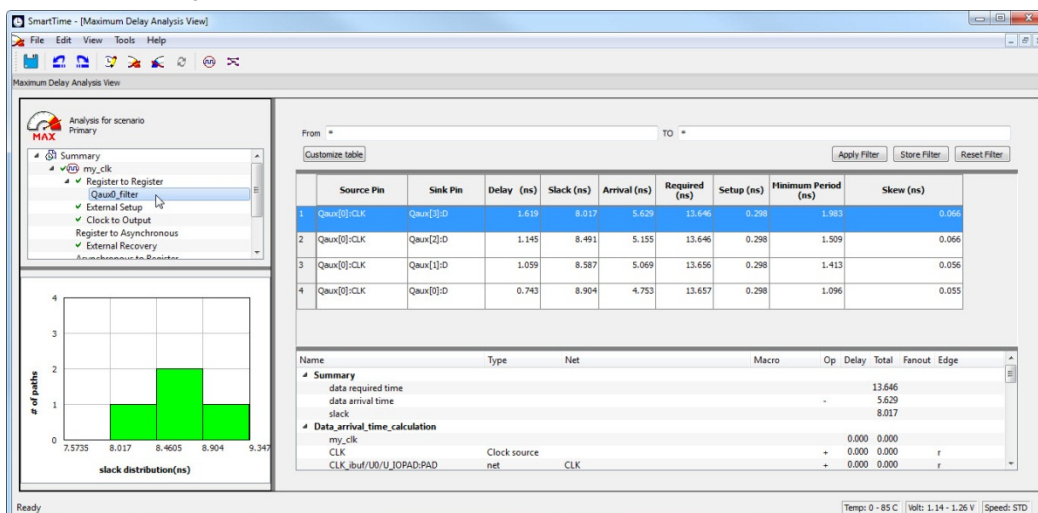 SmartTime - [Maximum Delay Analysis View]
File Edit View Tools Help
Maximum Delay Analysis View
MAX
Analysis for scenario
Primary
Summary
my_clk
Register to Register
Qaux0_filter
External Setup
Clock to Output
Register to Asynchronous
External Recovery
Asynchronous to Register
From *
TO *
Customize table
Apply Filter Store Filter Reset Filter
Source Pin Sink Pin Delay (ns) Slack (ns) Arrival (ns) Required (ns) Setup (ns) Minimum Period (ns) Skew (ns)
1 Qaux[0]:CLK Qaux[3]:D 1.619 8.017 5.629 13.646 0.298 1.983 0.066
2 Qaux[0]:CLK Qaux[2]:D 1.145 8.491 5.155 13.646 0.298 1.509 0.066
3 Qaux[0]:CLK Qaux[1]:D 1.059 8.587 5.069 13.656 0.298 1.413 0.056
4 Qaux[0]:CLK Qaux[0]:D 0.743 8.904 4.753 13.657 0.298 1.096 0.055
# of paths
4
3
2
1
0
7.5735 8.017 8.4605 8.904 9.347
slack distribution(ns)
Name Type Net Macro Op Delay Total Fanout Edge
Summary
data required time 13.646
data arrival time - 5.629
slack 8.017
Data_arrival_time_calculation
my_clk 0.000 0.000
CLK Clock source + 0.000 0.000 r
CLK_ibuf/U0/U_IOPAD:PAD net CLK + 0.000 0.000 r
Ready
Temp: 0 - 85 C Volt: 1.14 - 1.26 V Speed: STD